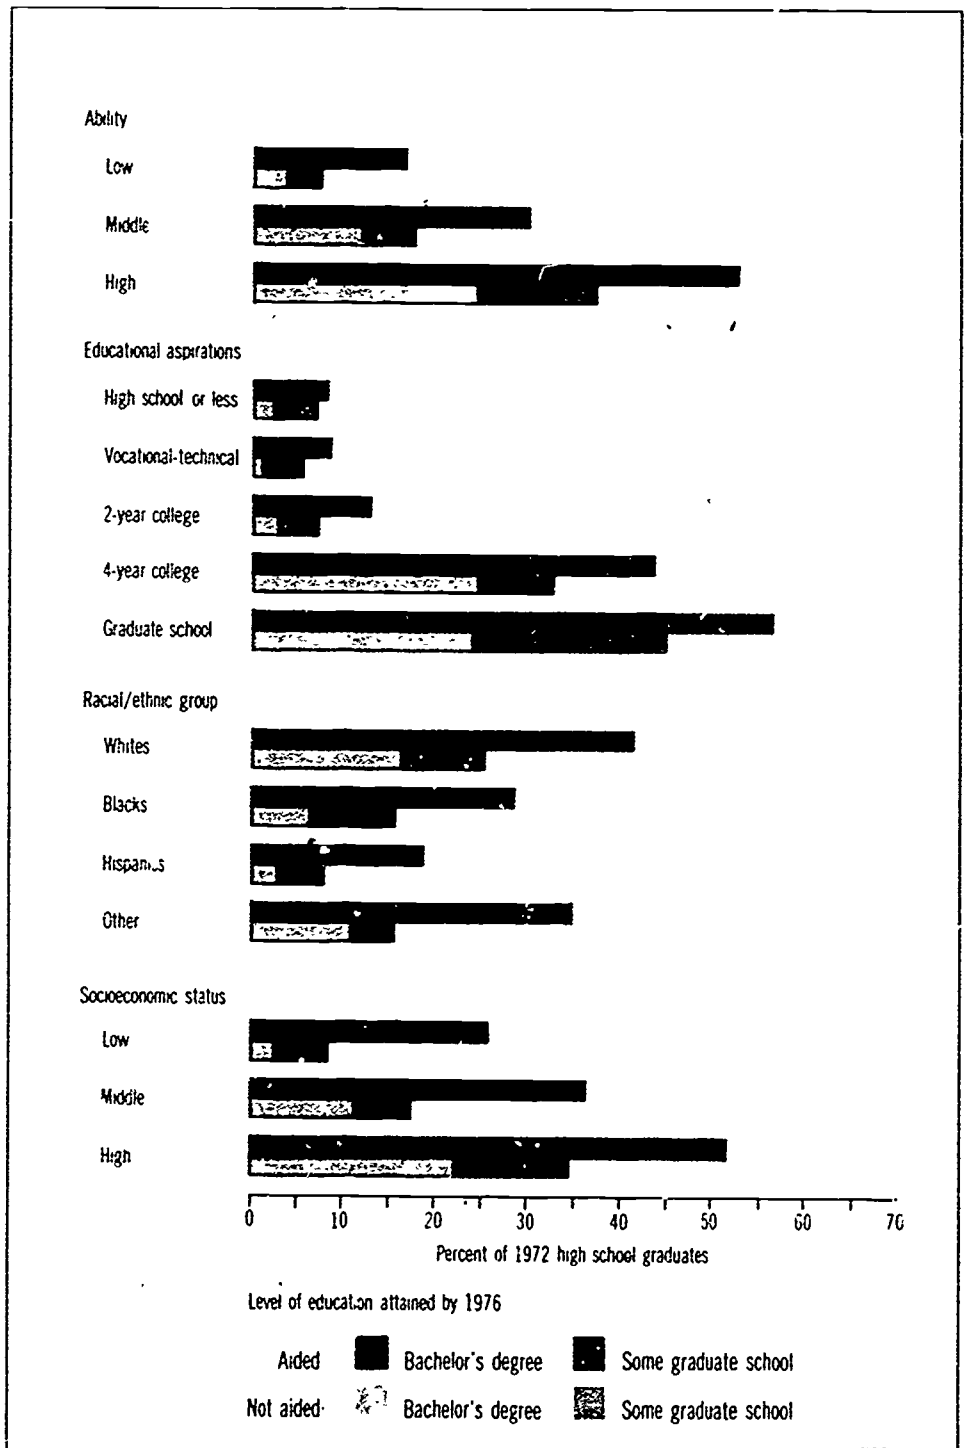 Ability
Low
Middle
High
Educational aspirations
High school or less
Vocational-technical
2-year college
4-year college
Graduate school
Racial/ethnic group
Whites
Blacks
Hispanics
Other
Socioeconomic status
Low
Middle
High
0 10 20 30 40 50 60 70
Percent of 1972 high school graduates
Level of education attained by 1976
Aided Bachelor's degree Some graduate school
Not aided Bachelor's degree Some graduate school